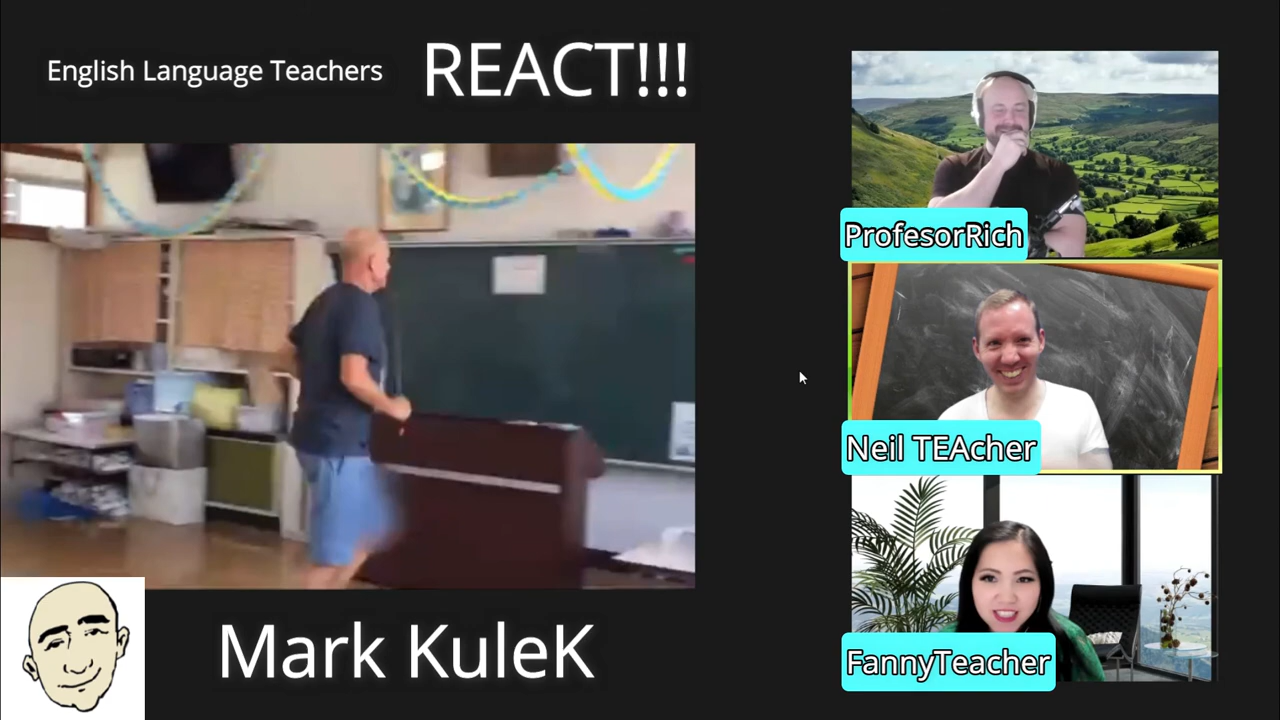 English Language Teachers REACT!!!
ProfesorRich
Neil TEAcher
FannyTeacher
Mark KuleK